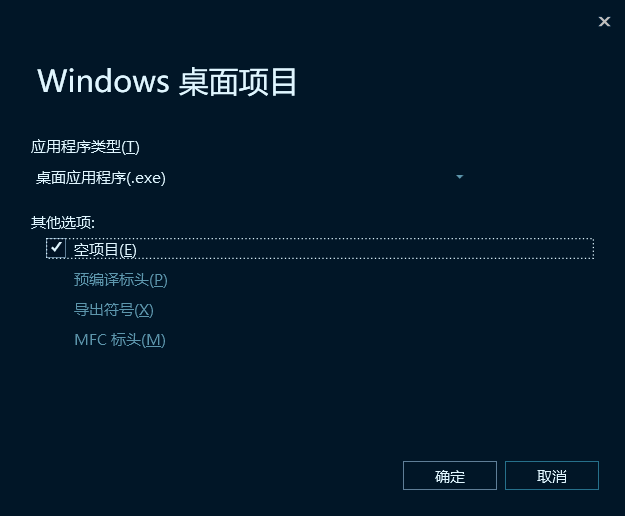 Windows 桌面项目
应用程序类型(T)
桌面应用程序(.exe)
其他选项:
空项目(E)
预编译标头(P)
导出符号(X)
MFC 标头(M)
确定
取消